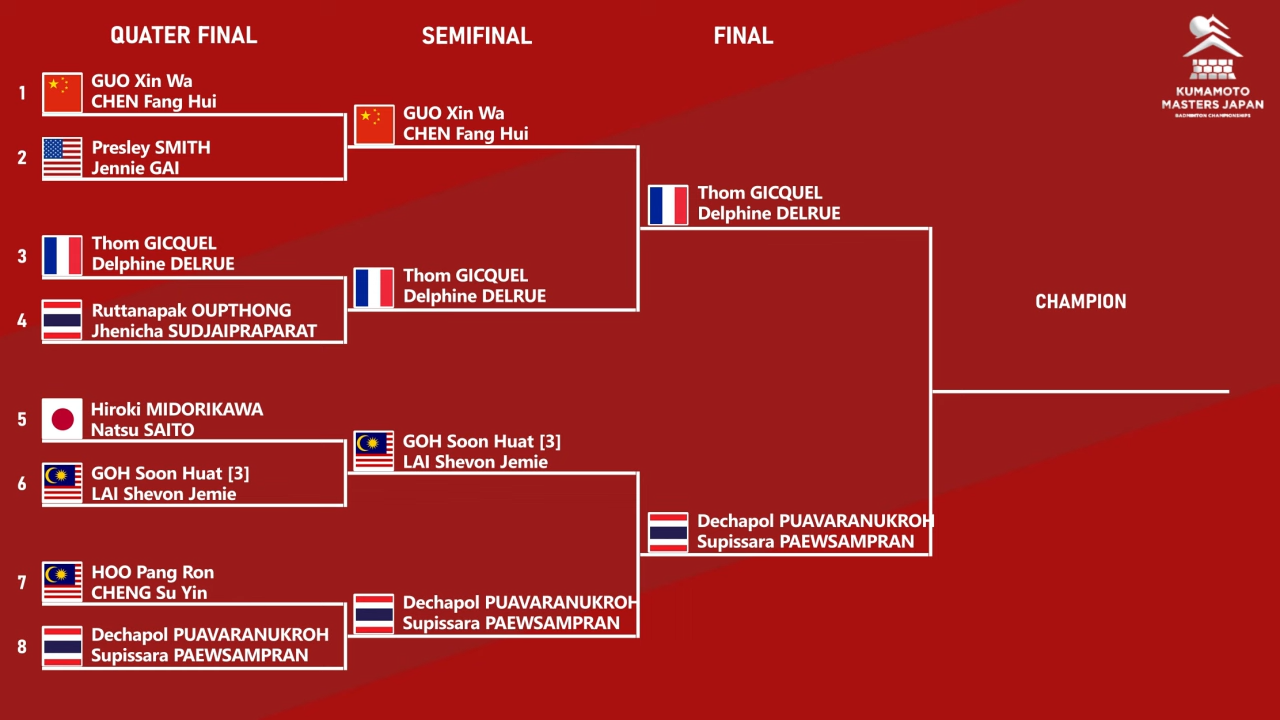 QUATER FINAL
SEMIFINAL
FINAL
KUMAMOTO
MASTERS JAPAN
BADMINTON CHAMPIONSHIPS
1
GUO Xin Wa
CHEN Fang Hui
2
Presley SMITH
Jennie GAI
3
Thom GICQUEL
Delphine DELRUE
4
Ruttanapak OUPTHONG
Jhenicha SUDJAIPRAPARAT
5
Hiroki MIDORIKAWA
Natsu SAITO
6
GOH Soon Huat [3]
LAI Shevon Jemie
7
HOO Pang Ron
CHENG Su Yin
8
Dechapol PUAVARANUKROH
Supissara PAEWSAMPRAN
GUO Xin Wa
CHEN Fang Hui
Thom GICQUEL
Delphine DELRUE
GOH Soon Huat [3]
LAI Shevon Jemie
Dechapol PUAVARANUKROH
Supissara PAEWSAMPRAN
Thom GICQUEL
Delphine DELRUE
Dechapol PUAVARANUKROH
Supissara PAEWSAMPRAN
CHAMPION